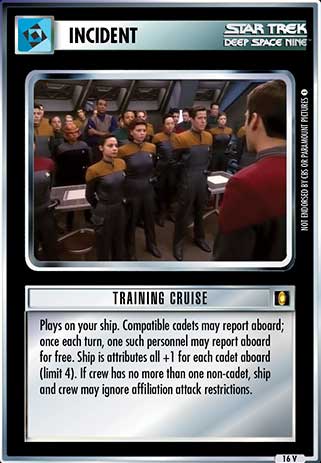 INCIDENT
STAR TREK
DEEP SPACE NINE
NOT ENDORSED BY CBS OR PARAMOUNT PICTURES
TRAINING CRUISE
Plays on your ship. Compatible cadets may report aboard;
once each turn, one such personnel may report aboard
for free. Ship is attributes all +1 for each cadet aboard
(limit 4). If crew has no more than one non-cadet, ship
and crew may ignore affiliation attack restrictions.
16 V